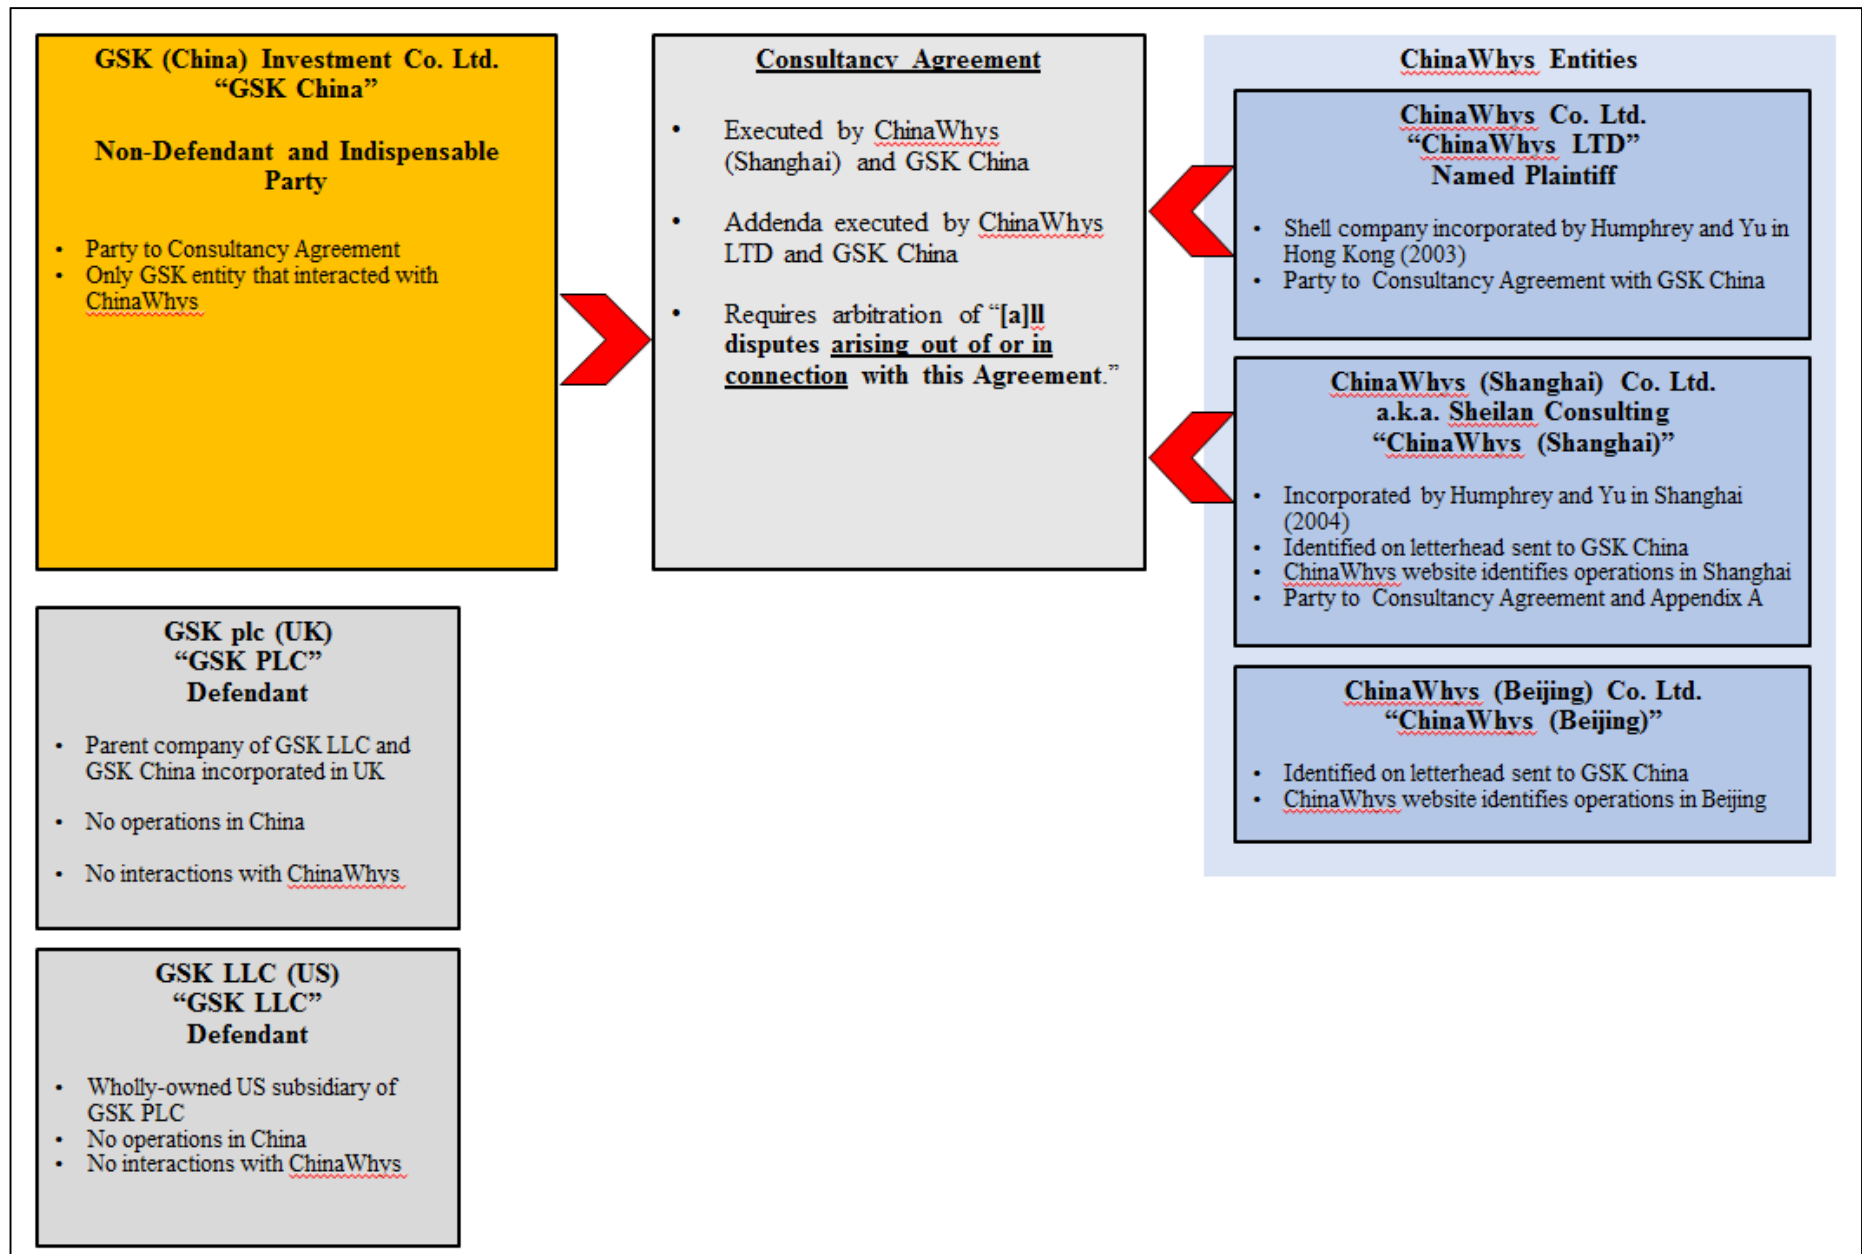 GSK (China) Investment Co. Ltd.
“GSK China”
Non-Defendant and Indispensable
Party
• Party to Consultancy Agreement
• Only GSK entity that interacted with
ChinaWhys
Consultancy Agreement
• Executed by ChinaWhys
(Shanghai) and GSK China
• Addenda executed by ChinaWhys
LTD and GSK China
• Requires arbitration of “[a]ll
disputes arising out of or in
connection with this Agreement.”
ChinaWhys Entities
ChinaWhys Co. Ltd.
“ChinaWhys LTD”
Named Plaintiff
• Shell company incorporated by Humphrey and Yu in
Hong Kong (2003)
• Party to Consultancy Agreement with GSK China
ChinaWhys (Shanghai) Co. Ltd.
a.k.a. Sheilan Consulting
“ChinaWhys (Shanghai)”
• Incorporated by Humphrey and Yu in Shanghai
(2004)
• Identified on letterhead sent to GSK China
• ChinaWhys website identifies operations in Shanghai
• Party to Consultancy Agreement and Appendix A
ChinaWhys (Beijing) Co. Ltd.
“ChinaWhys (Beijing)”
• Identified on letterhead sent to GSK China
• ChinaWhys website identifies operations in Beijing
GSK plc (UK)
“GSK PLC”
Defendant
• Parent company of GSK LLC and
GSK China incorporated in UK
• No operations in China
• No interactions with ChinaWhys
GSK LLC (US)
“GSK LLC”
Defendant
• Wholly-owned US subsidiary of
GSK PLC
• No operations in China
• No interactions with ChinaWhys